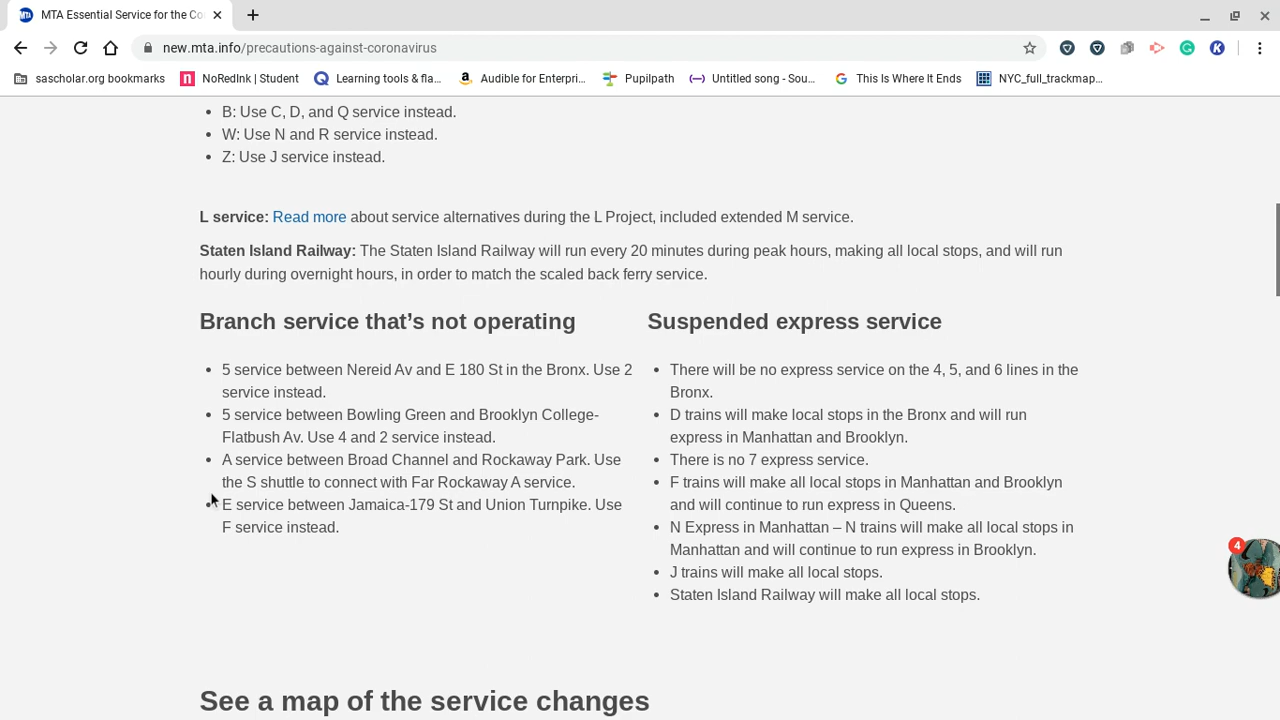 MTA Essential Service for the Co
new.mta.info/precautions-against-coronavirus
sascholar.org bookmarks
NoRedInk | Student
Learning tools & fla...
Audible for Enterpri...
Pupilpath
Untitled song - Sou...
This Is Where It Ends
NYC_full_trackmap...
B: Use C, D, and Q service instead.
W: Use N and R service instead.
Z: Use J service instead.
L service: Read more about service alternatives during the L Project, included extended M service.
Staten Island Railway: The Staten Island Railway will run every 20 minutes during peak hours, making all local stops, and will run
hourly during overnight hours, in order to match the scaled back ferry service.
Branch service that’s not operating
5 service between Nereid Av and E 180 St in the Bronx. Use 2
service instead.
5 service between Bowling Green and Brooklyn College-
Flatbush Av. Use 4 and 2 service instead.
A service between Broad Channel and Rockaway Park. Use
the S shuttle to connect with Far Rockaway A service.
E service between Jamaica-179 St and Union Turnpike. Use
F service instead.
Suspended express service
There will be no express service on the 4, 5, and 6 lines in the
Bronx.
D trains will make local stops in the Bronx and will run
express in Manhattan and Brooklyn.
There is no 7 express service.
F trains will make all local stops in Manhattan and Brooklyn
and will continue to run express in Queens.
N Express in Manhattan – N trains will make all local stops in
Manhattan and will continue to run express in Brooklyn.
J trains will make all local stops.
Staten Island Railway will make all local stops.
4
See a map of the service changes